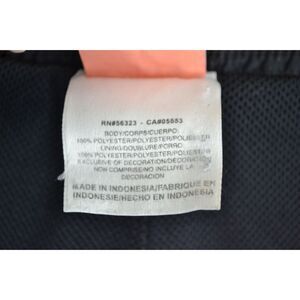 RN#56323 - CA#05553
BODY/CORPS/CUERPO:
100% POLYESTER/POLYESTER/POLIESTER
LINING/DOUBLURE/FORRO:
100% POLYESTER/POLYESTER/POLIESTER
EXCLUSIVE OF DECORATION/DECORATION
NON COMPRISE/NO INCLUYE LA
DECORACION
MADE IN INDONESIA/FABRIQUE EN
INDONESIE/HECHO EN INDONESIA